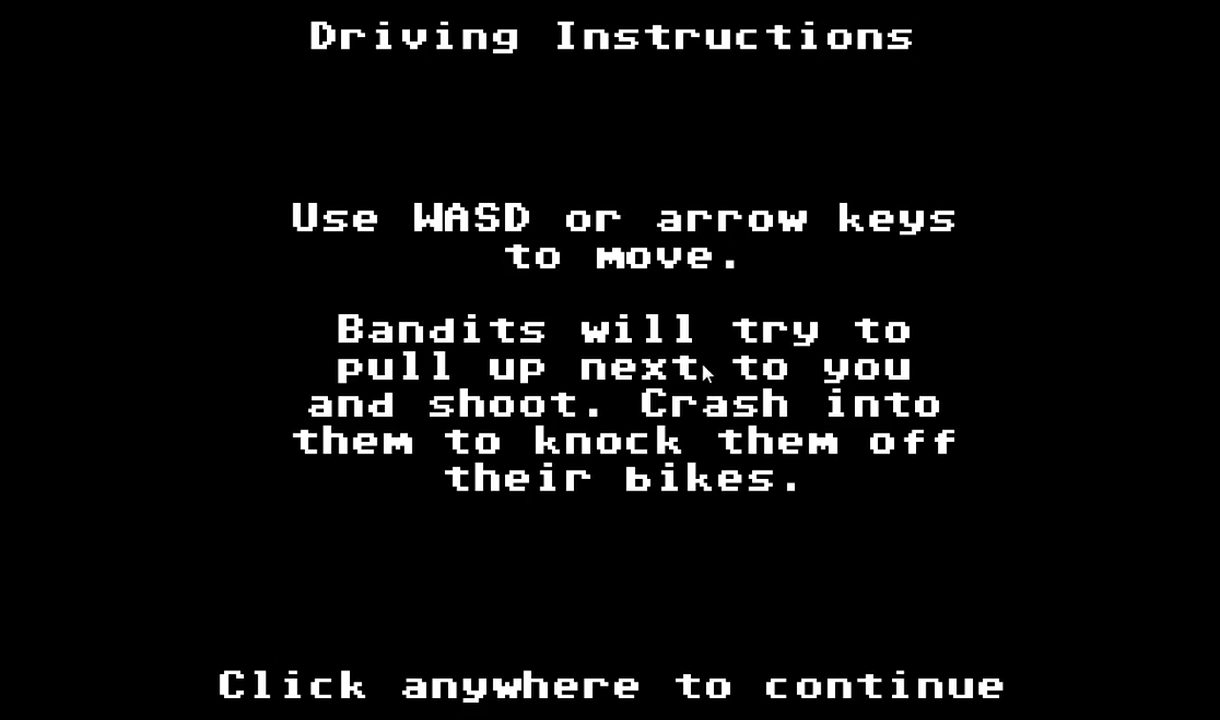 Driving Instructions
Use WASD or arrow keys
to move.
Bandits will try to
pull up next to you
and shoot. Crash into
them to knock them off
their bikes.
Click anywhere to continue